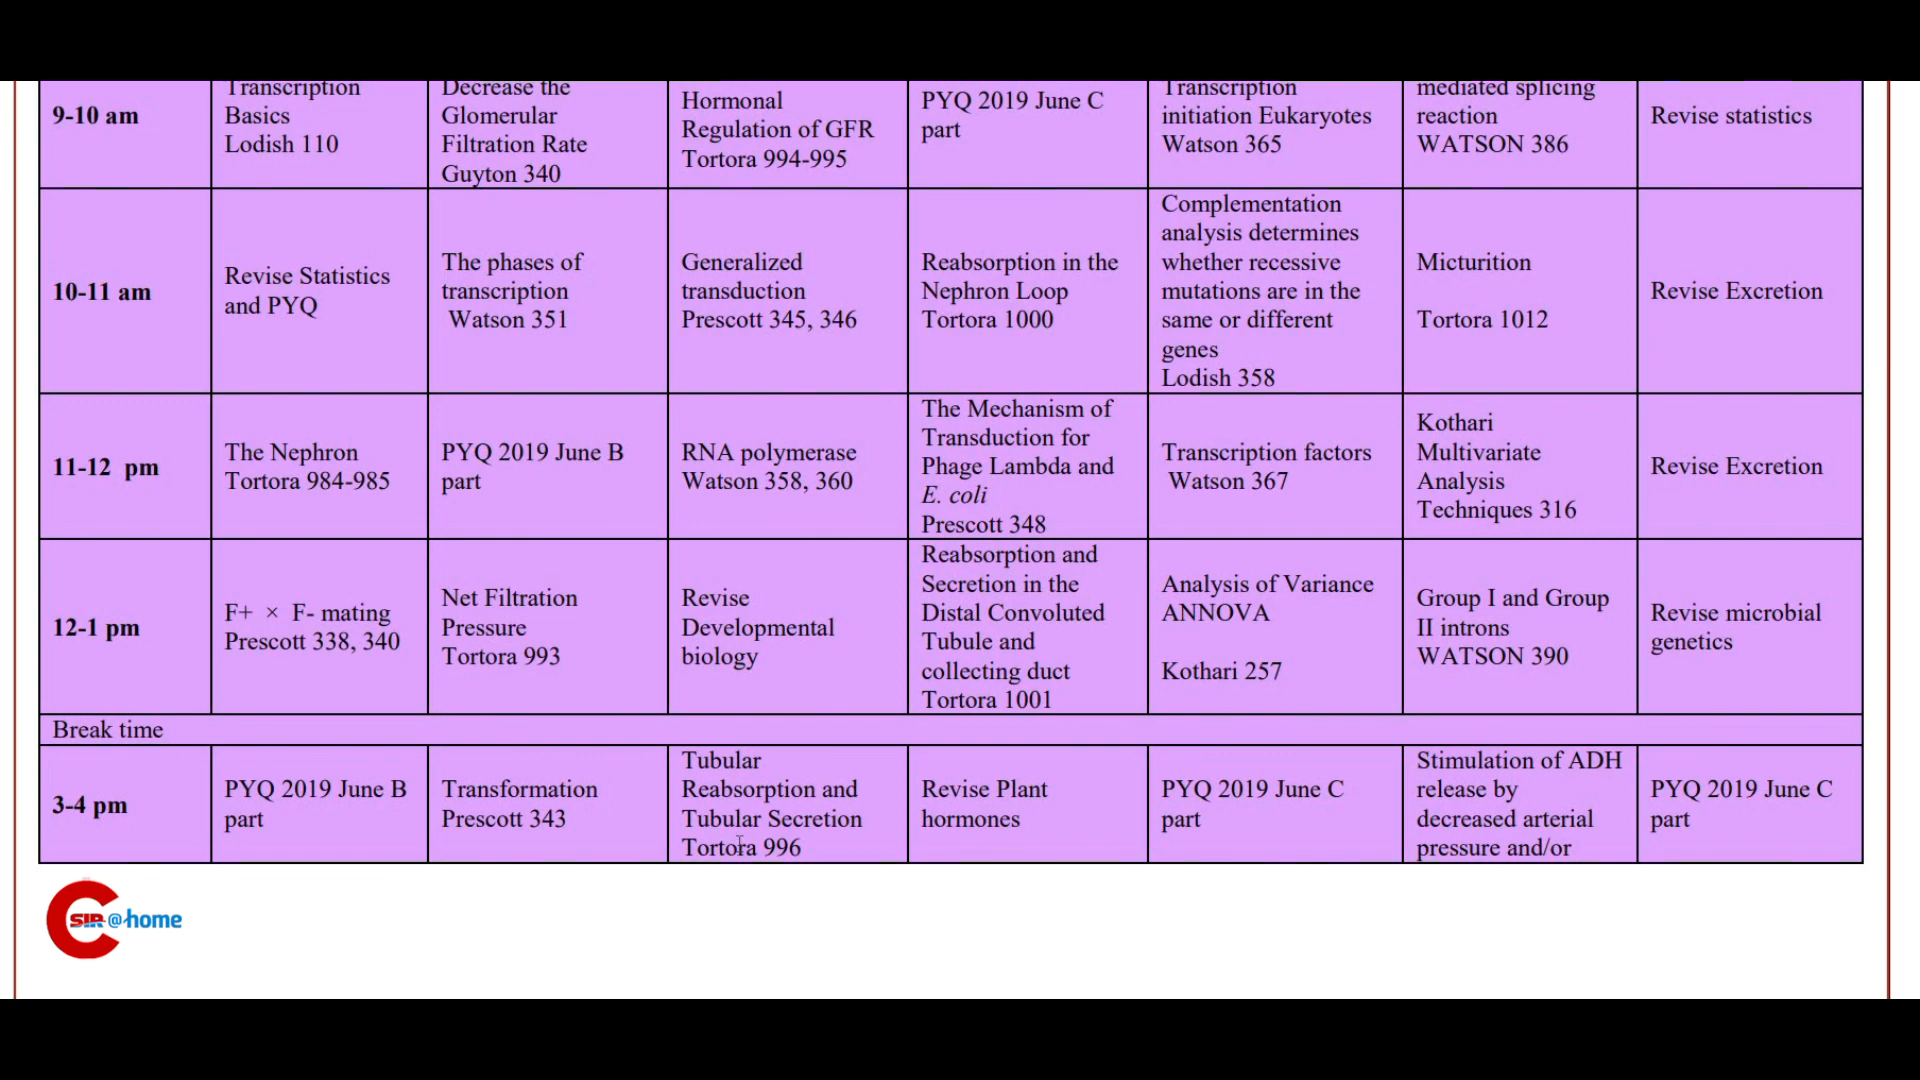 9-10 am
Transcription
Basics
Lodish 110
Decrease the
Glomerular
Filtration Rate
Guyton 340
Hormonal
Regulation of GFR
Tortora 994-995
PYQ 2019 June C
part
Transcription
initiation Eukaryotes
Watson 365
mediated splicing
reaction
WATSON 386
Revise statistics
10-11 am
Revise Statistics
and PYQ
The phases of
transcription
Watson 351
Generalized
transduction
Prescott 345, 346
Reabsorption in the
Nephron Loop
Tortora 1000
Complementation
analysis determines
whether recessive
mutations are in the
same or different
genes
Lodish 358
Micturition
Tortora 1012
Revise Excretion
11-12 pm
The Nephron
Tortora 984-985
PYQ 2019 June B
part
RNA polymerase
Watson 358, 360
The Mechanism of
Transduction for
Phage Lambda and
E. coli
Prescott 348
Transcription factors
Watson 367
Kothari
Multivariate
Analysis
Techniques 316
Revise Excretion
12-1 pm
F+ × F- mating
Prescott 338, 340
Net Filtration
Pressure
Tortora 993
Revise
Developmental
biology
Reabsorption and
Secretion in the
Distal Convoluted
Tubule and
collecting duct
Tortora 1001
Analysis of Variance
ANNOVA
Kothari 257
Group I and Group
II introns
WATSON 390
Revise microbial
genetics
Break time
3-4 pm
PYQ 2019 June B
part
Transformation
Prescott 343
Tubular
Reabsorption and
Tubular Secretion
Tortora 996
Revise Plant
hormones
PYQ 2019 June C
part
Stimulation of ADH
release by
decreased arterial
pressure and/or
PYQ 2019 June C
part
CSIR@home